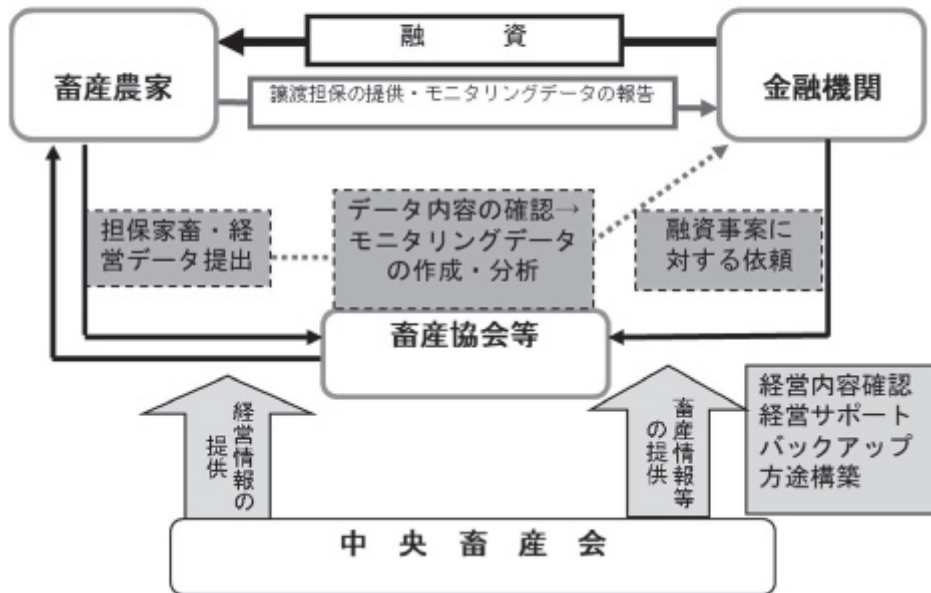 融資
畜産農家
金融機関
譲渡担保の提供・モニタリングデータの報告
担保家畜・経
営データ提出
データ内容の確認→
モニタリングデータ
の作成・分析
融資事案に
対する依頼
畜産協会等
経営情報の
提供
畜産情報等
の提供
経営内容確認
経営サポート
バックアップ
方途構築
中央畜産会